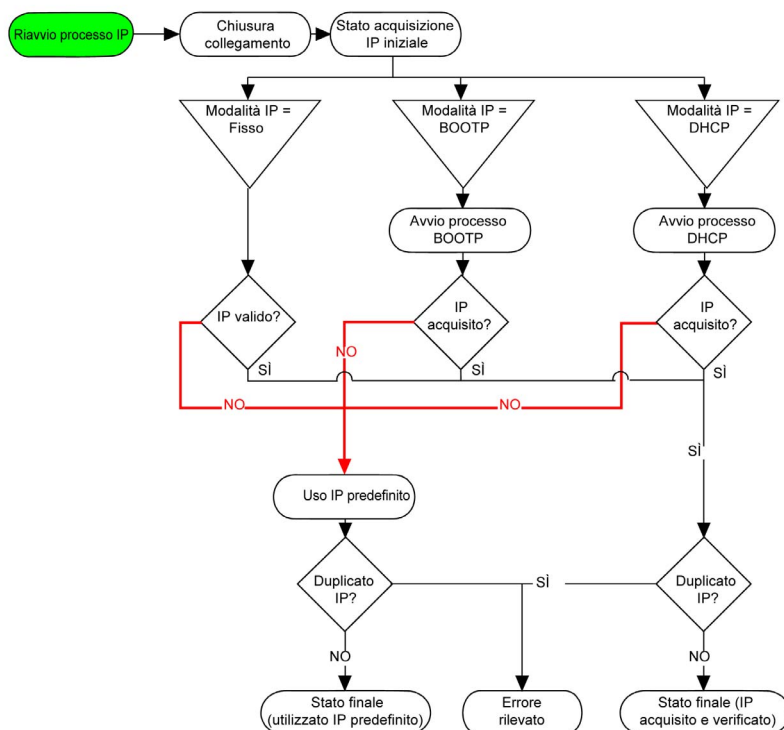 Riavvio processo IP
Chiusura
collegamento
Stato acquisizione
IP iniziale
Modalità IP =
Fisso
Modalità IP =
BOOTP
Modalità IP =
DHCP
Avvio processo
BOOTP
Avvio processo
DHCP
IP valido?
IP
acquisito?
IP
acquisito?
NO
SÌ
SÌ
SÌ
NO
NO
SÌ
Uso IP predefinito
Duplicato
IP?
SÌ
Duplicato
IP?
NO
NO
Stato finale
(utilizzato IP predefinito)
Errore
rilevato
Stato finale (IP
acquisito e verificato)